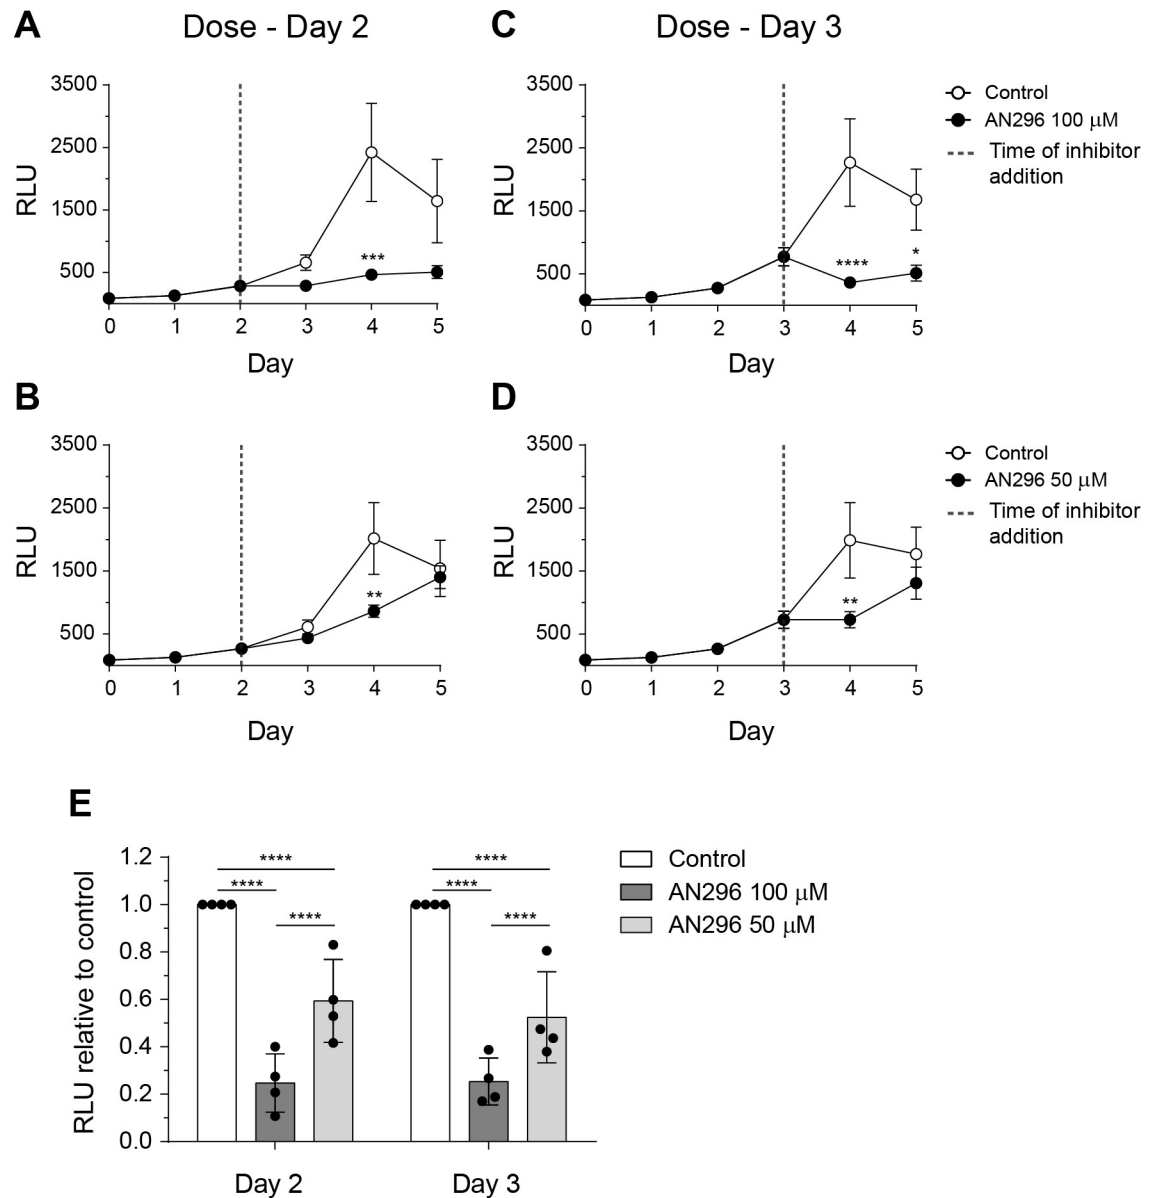 A
Dose - Day 2
C
Dose - Day 3
3500
2500
1500
500
RLU
***
0 1 2 3 4 5
Day
3500
2500
1500
500
RLU
****
*
0 1 2 3 4 5
Day
Control
AN296 100 μM
Time of inhibitor
addition
B
3500
2500
1500
500
RLU
**
0 1 2 3 4 5
Day
D
3500
2500
1500
500
RLU
**
0 1 2 3 4 5
Day
Control
AN296 50 μM
Time of inhibitor
addition
E
RLU relative to control
1.2
1.0
0.8
0.6
0.4
0.2
0.0
****
****
****
****
****
****
Day 2
Day 3
Control
AN296 100 μM
AN296 50 μM